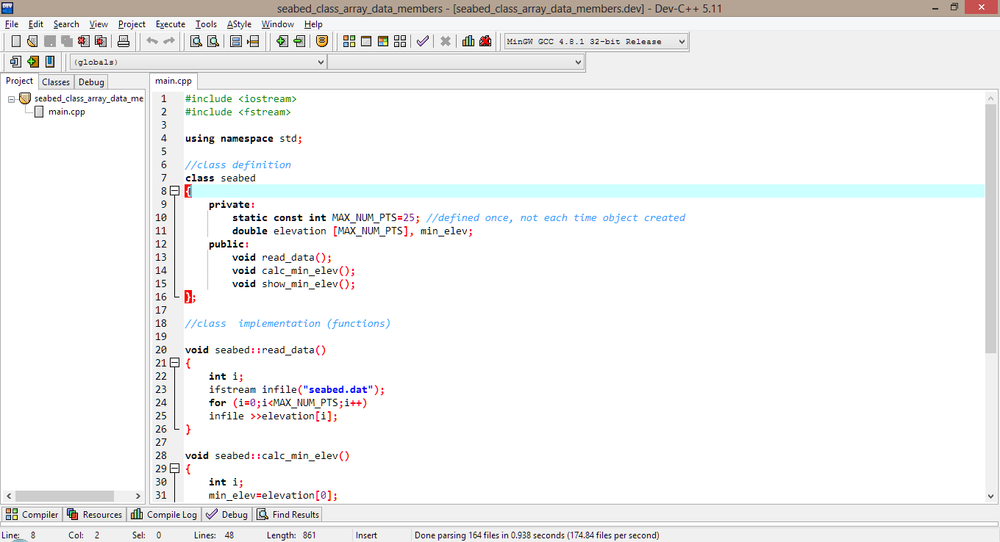 seabed_class_array_data_members - [seabed_class_array_data_members.dev] - Dev-C++ 5.11
File Edit Search View Project Execute Tools AStyle Window Help
MinGW GCC 4.8.1 32-bit Release
(globals)
Project Classes Debug
main.cpp
seabed_class_array_data_me
main.cpp
1 #include <iostream>
2 #include <fstream>
3
4 using namespace std;
5
6 //class definition
7 class seabed
8 {
9 private:
10 static const int MAX_NUM_PTS=25; //defined once, not each time object created
11 double elevation [MAX_NUM_PTS], min_elev;
12 public:
13 void read_data();
14 void calc_min_elev();
15 void show_min_elev();
16 };
17
18 //class  implementation (functions)
19
20 void seabed::read_data()
21 {
22 int i;
23 ifstream infile("seabed.dat");
24 for (i=0;i<MAX_NUM_PTS;i++)
25 infile >>elevation[i];
26 }
27
28 void seabed::calc_min_elev()
29 {
30 int i;
31 min_elev=elevation[0];
Compiler Resources Compile Log Debug Find Results
Line: 8 Col: 2 Sel: 0 Lines: 48 Length: 861 Insert Done parsing 164 files in 0.938 seconds (174.84 files per second)